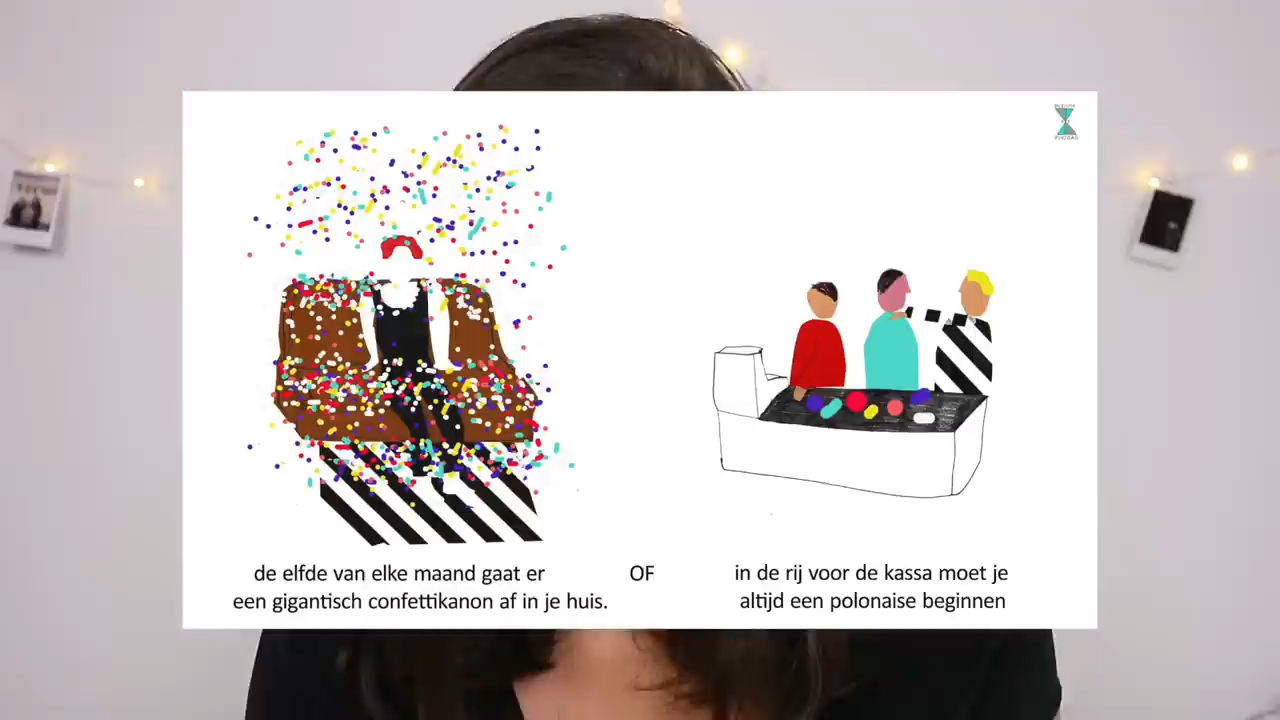 de elfde van elke maand gaat er
een gigantisch confettikanon af in je huis.
OF
in de rij voor de kassa moet je
altijd een polonaise beginnen